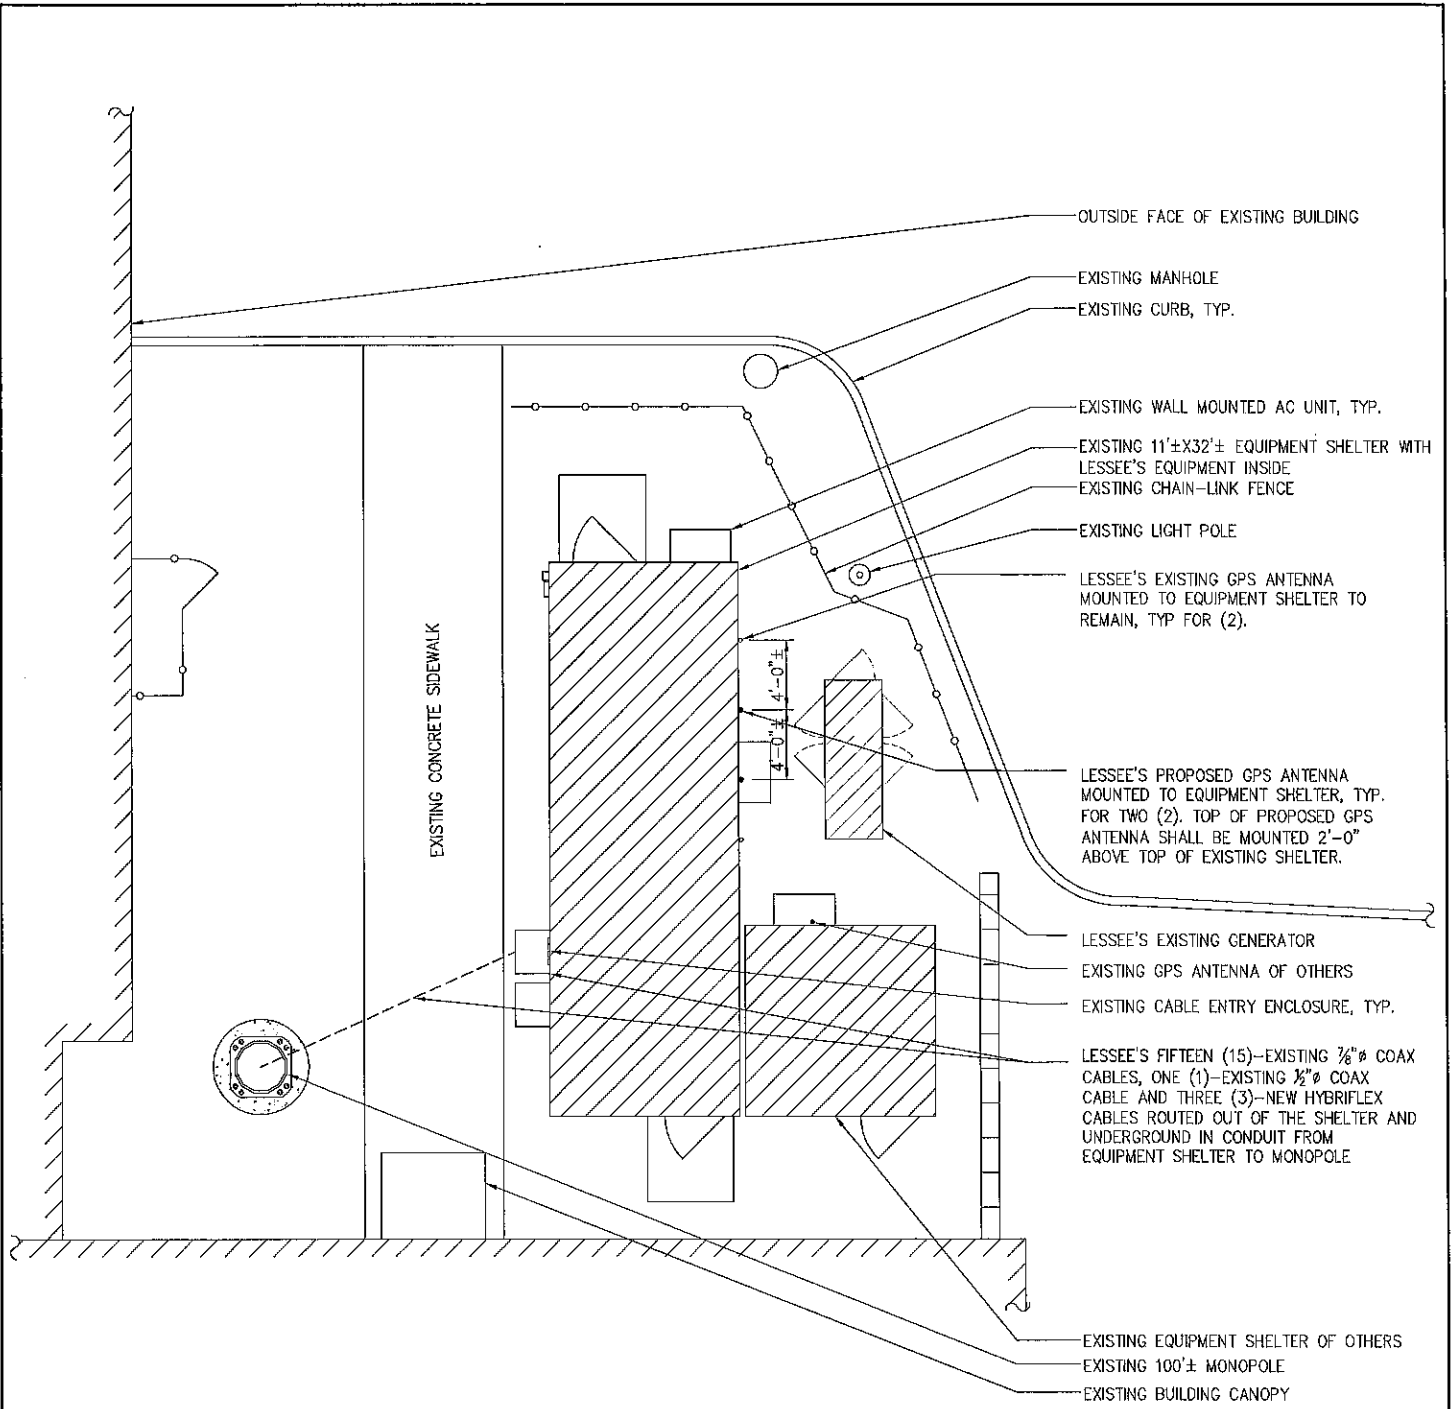 OUTSIDE FACE OF EXISTING BUILDING
EXISTING MANHOLE
EXISTING CURB, TYP.
EXISTING WALL MOUNTED AC UNIT, TYP.
EXISTING 11'±X32'± EQUIPMENT SHELTER WITH
LESSEE'S EQUIPMENT INSIDE
EXISTING CHAIN-LINK FENCE
EXISTING LIGHT POLE
LESSEE'S EXISTING GPS ANTENNA
MOUNTED TO EQUIPMENT SHELTER TO
REMAIN, TYP FOR (2).
EXISTING CONCRETE SIDEWALK
4'-0"±
4'-0"±
LESSEE'S PROPOSED GPS ANTENNA
MOUNTED TO EQUIPMENT SHELTER, TYP.
FOR TWO (2). TOP OF PROPOSED GPS
ANTENNA SHALL BE MOUNTED 2'-0"
ABOVE TOP OF EXISTING SHELTER.
LESSEE'S EXISTING GENERATOR
EXISTING GPS ANTENNA OF OTHERS
EXISTING CABLE ENTRY ENCLOSURE, TYP.
LESSEE'S FIFTEEN (15)-EXISTING ⅞"ø COAX
CABLES, ONE (1)-EXISTING ½"ø COAX
CABLE AND THREE (3)-NEW HYBRIFLEX
CABLES ROUTED OUT OF THE SHELTER AND
UNDERGROUND IN CONDUIT FROM
EQUIPMENT SHELTER TO MONOPOLE
EXISTING EQUIPMENT SHELTER OF OTHERS
EXISTING 100'± MONOPOLE
EXISTING BUILDING CANOPY